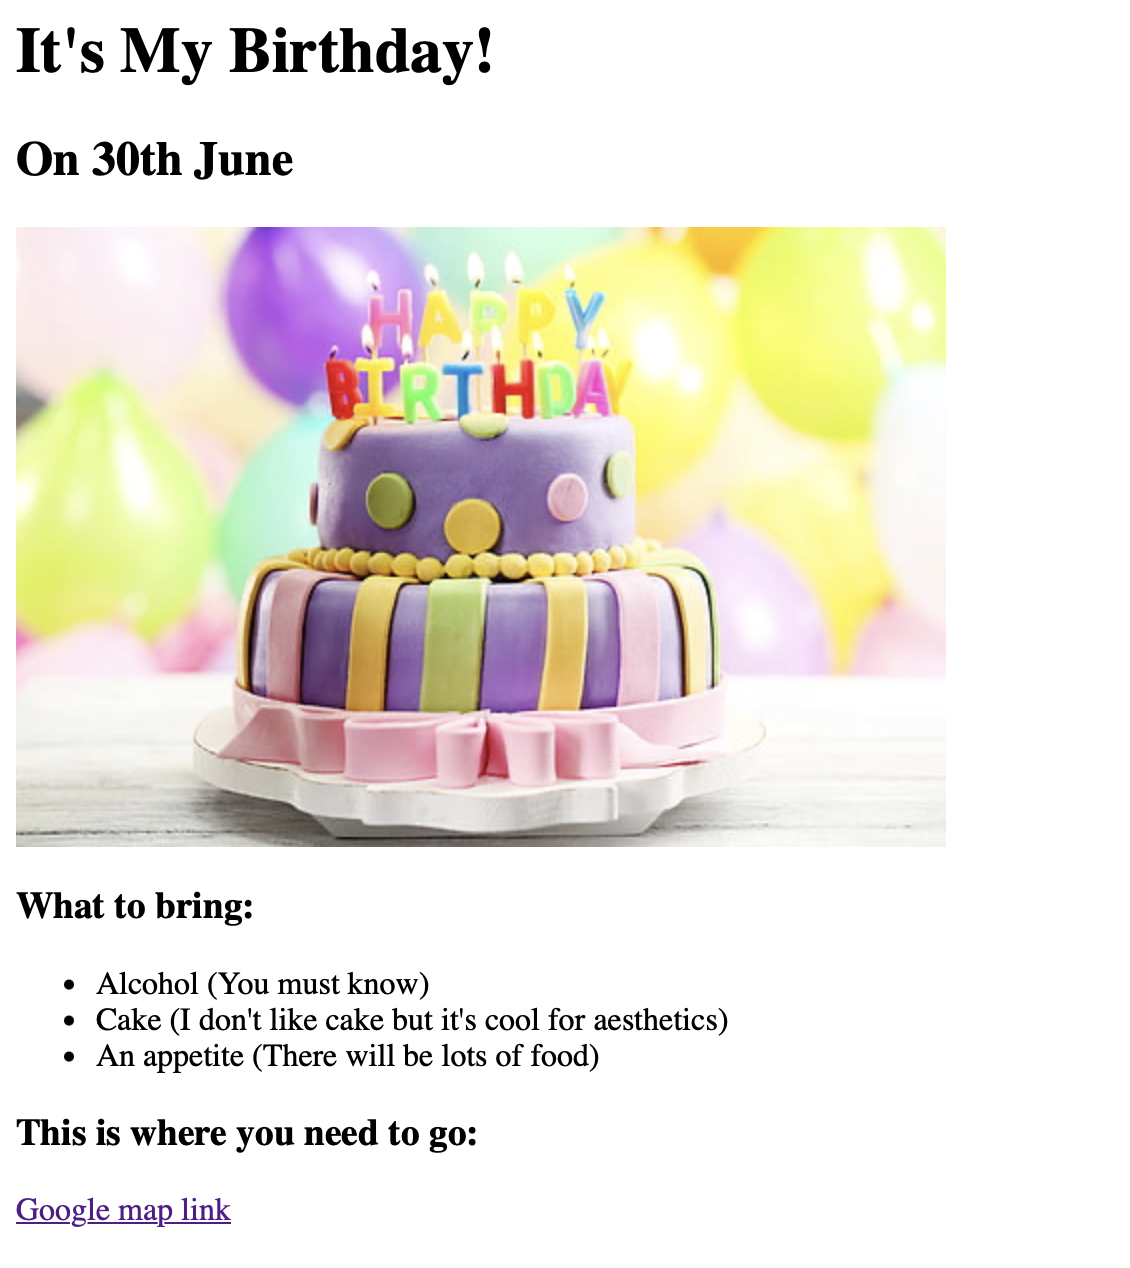 It's My Birthday!
On 30th June
HAPPY
BIRTHDAY
What to bring:
Alcohol (You must know)
Cake (I don't like cake but it's cool for aesthetics)
An appetite (There will be lots of food)
This is where you need to go:
Google map link